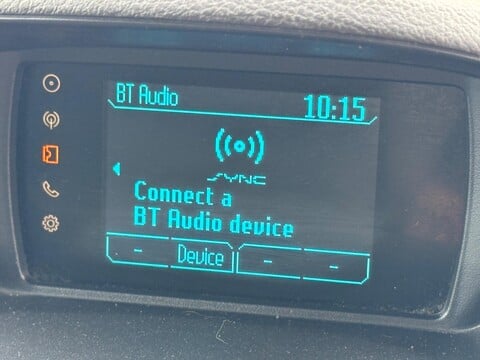 BT Audio
10:15
SYNC
Connect a
BT Audio device
- Device - -